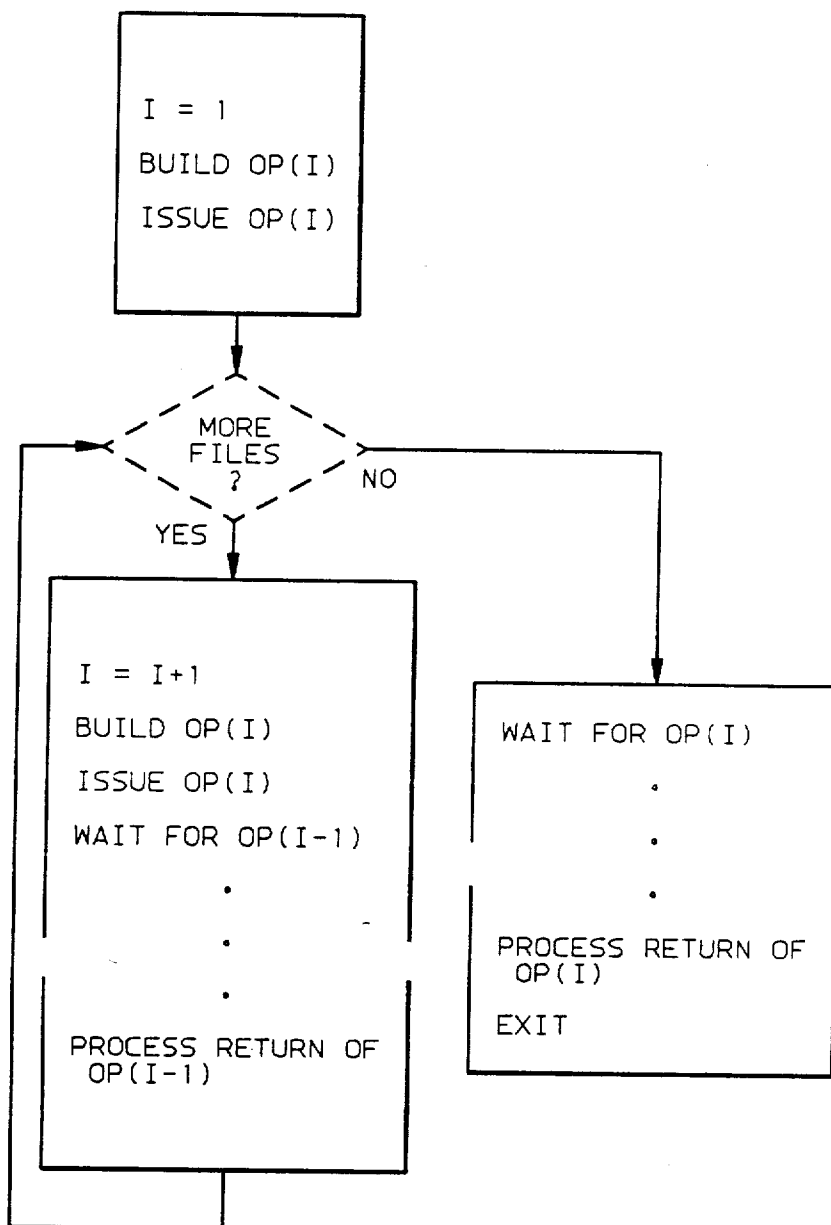 I = 1
BUILD OP(I)
ISSUE OP(I)
MORE
FILES
?
NO
YES
I = I+1
BUILD OP(I)
ISSUE OP(I)
WAIT FOR OP(I-1)
PROCESS RETURN OF
OP(I-1)
WAIT FOR OP(I)
PROCESS RETURN OF
OP(I)
EXIT